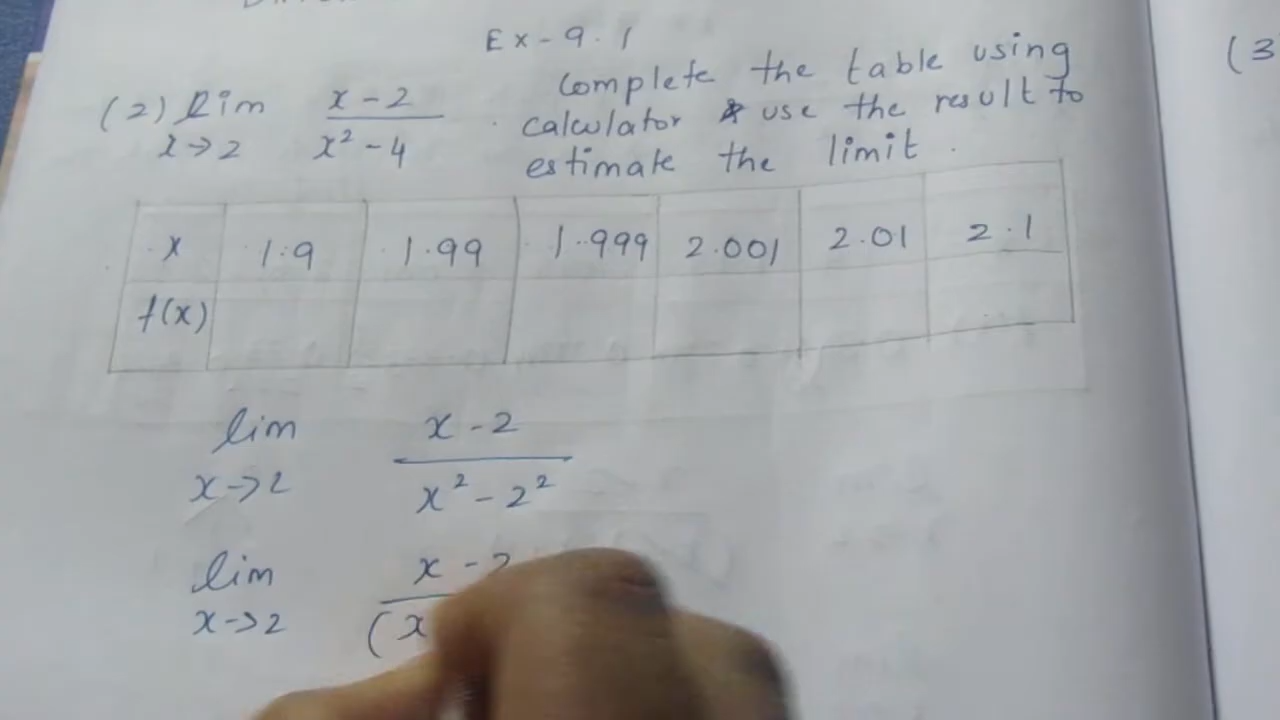 Ex-9.1
(2) Lim x→2 x-2 / x²-4
complete the table using
calculator & use the result to
estimate the limit.
x 1.9 1.99 1.999 2.001 2.01 2.1
f(x)
lim x→2 x-2 / x²-2²
lim x→2 x-2 / (x
(3